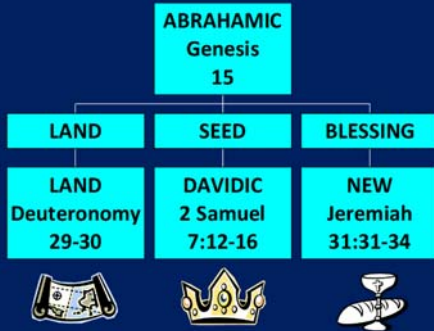 ABRAHAMIC
Genesis
15
LAND
SEED
BLESSING
LAND
Deuteronomy
29-30
DAVIDIC
2 Samuel
7:12-16
NEW
Jeremiah
31:31-34